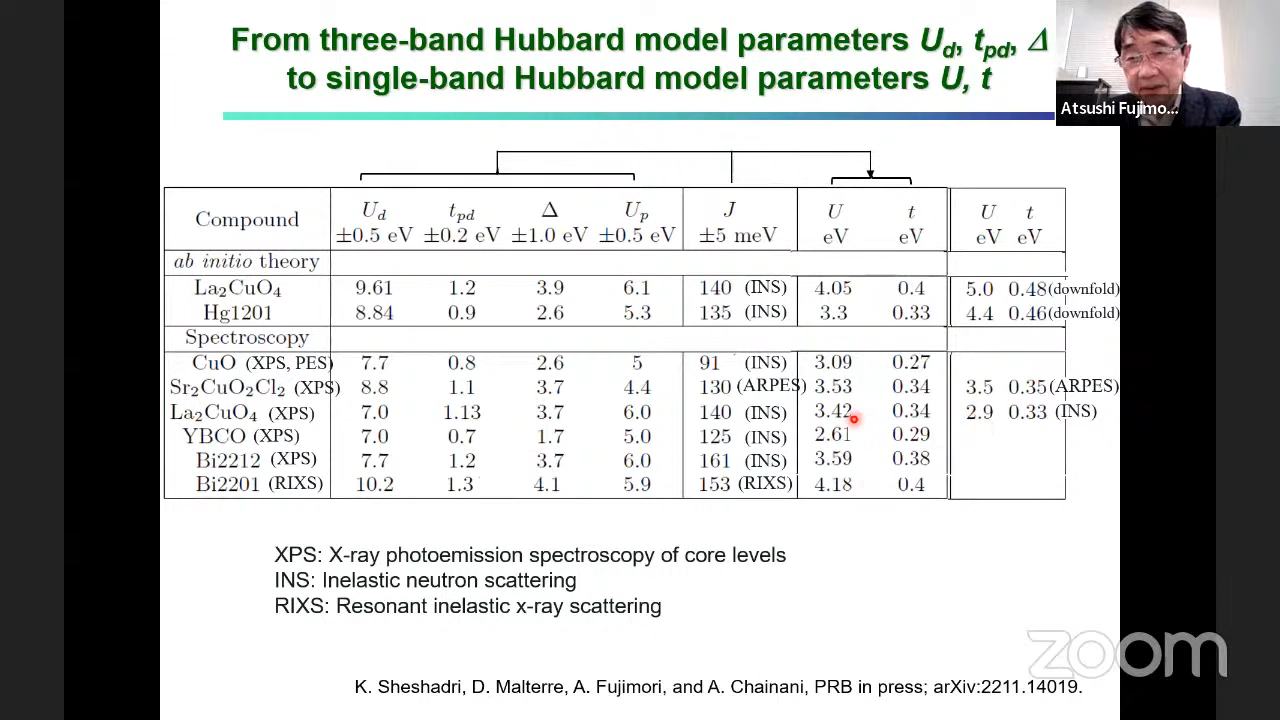 From three-band Hubbard model parameters Ud, tpd, Δ
to single-band Hubbard model parameters U, t
Atsushi Fujimo...
Compound Ud tpd Δ Up J U t U t
±0.5 eV ±0.2 eV ±1.0 eV ±0.5 eV ±5 meV eV eV eV eV
ab initio theory
La2CuO4 9.61 1.2 3.9 6.1 140 (INS) 4.05 0.4 5.0 0.48 (downfold)
Hg1201 8.84 0.9 2.6 5.3 135 (INS) 3.3 0.33 4.4 0.46 (downfold)
Spectroscopy
CuO (XPS, PES) 7.7 0.8 2.6 5 91 (INS) 3.09 0.27
Sr2CuO2Cl2 (XPS) 8.8 1.1 3.7 4.4 130 (ARPES) 3.53 0.34 3.5 0.35 (ARPES)
La2CuO4 (XPS) 7.0 1.13 3.7 6.0 140 (INS) 3.42 0.34 2.9 0.33 (INS)
YBCO (XPS) 7.0 0.7 1.7 5.0 125 (INS) 2.61 0.29
Bi2212 (XPS) 7.7 1.2 3.7 6.0 161 (INS) 3.59 0.38
Bi2201 (RIXS) 10.2 1.3 4.1 5.9 153 (RIXS) 4.18 0.4
XPS: X-ray photoemission spectroscopy of core levels
INS: Inelastic neutron scattering
RIXS: Resonant inelastic x-ray scattering
zoom
K. Sheshadri, D. Malterre, A. Fujimori, and A. Chainani, PRB in press; arXiv:2211.14019.